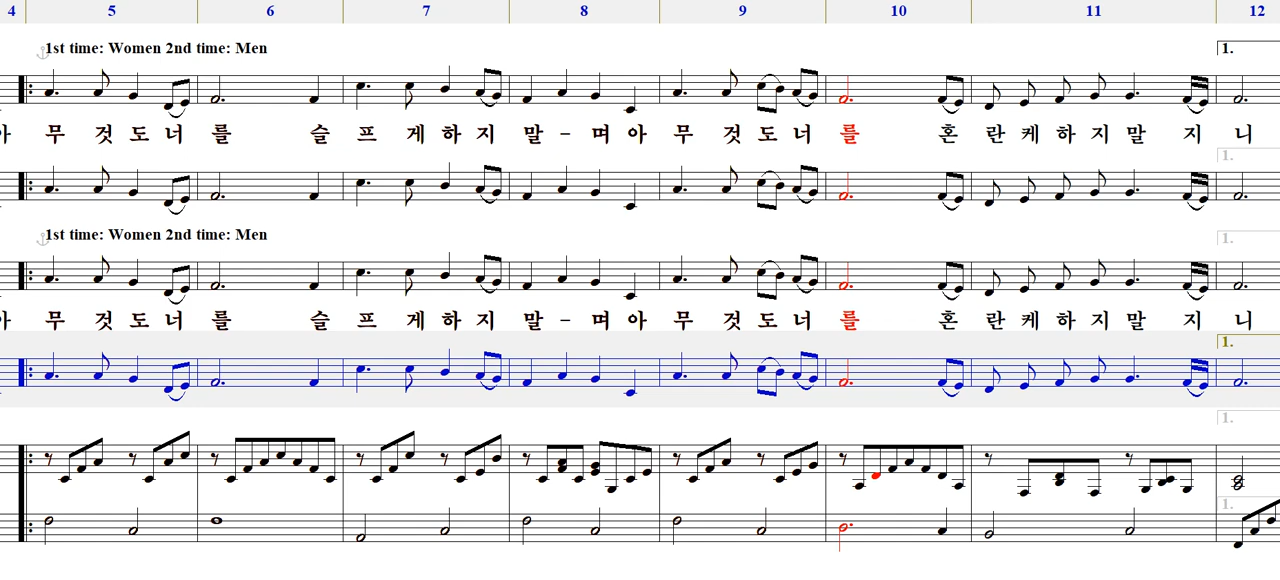 4 5 6 7 8 9 10 11 12
1st time: Women 2nd time: Men
1.
무 것 도 너 를 슬 프 게 하 지 말 - 며 아 무 것 도 너 를 혼 란 케 하 지 말 지 니
1.
1st time: Women 2nd time: Men
1.
무 것 도 너 를 슬 프 게 하 지 말 - 며 아 무 것 도 너 를 혼 란 케 하 지 말 지 니
1.
1.
1.